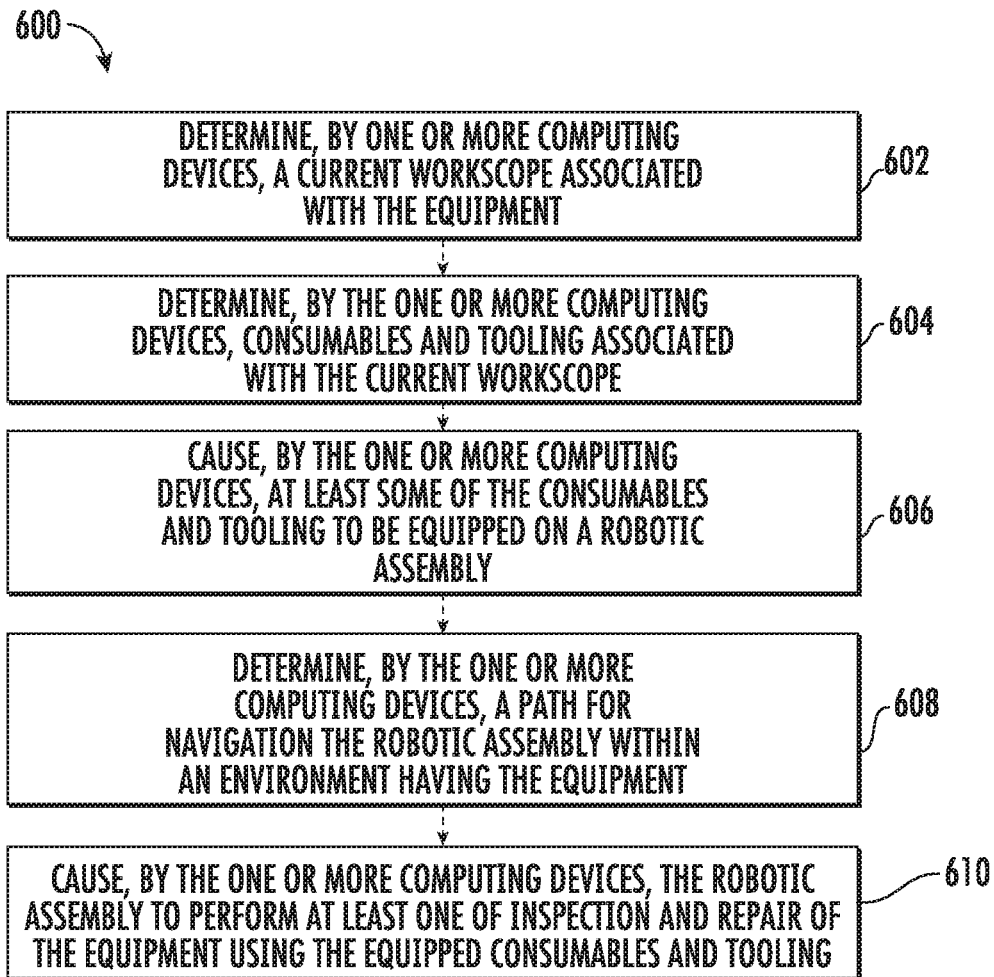 600
DETERMINE, BY ONE OR MORE COMPUTING
DEVICES, A CURRENT WORKSCOPE ASSOCIATED
WITH THE EQUIPMENT
602
DETERMINE, BY THE ONE OR MORE COMPUTING
DEVICES, CONSUMABLES AND TOOLING ASSOCIATED
WITH THE CURRENT WORKSCOPE
604
CAUSE, BY THE ONE OR MORE COMPUTING
DEVICES, AT LEAST SOME OF THE CONSUMABLES
AND TOOLING TO BE EQUIPPED ON A ROBOTIC
ASSEMBLY
606
DETERMINE, BY THE ONE OR MORE
COMPUTING DEVICES, A PATH FOR
NAVIGATION THE ROBOTIC ASSEMBLY WITHIN
AN ENVIRONMENT HAVING THE EQUIPMENT
608
CAUSE, BY THE ONE OR MORE COMPUTING DEVICES, THE ROBOTIC
ASSEMBLY TO PERFORM AT LEAST ONE OF INSPECTION AND REPAIR OF
THE EQUIPMENT USING THE EQUIPPED CONSUMABLES AND TOOLING
610